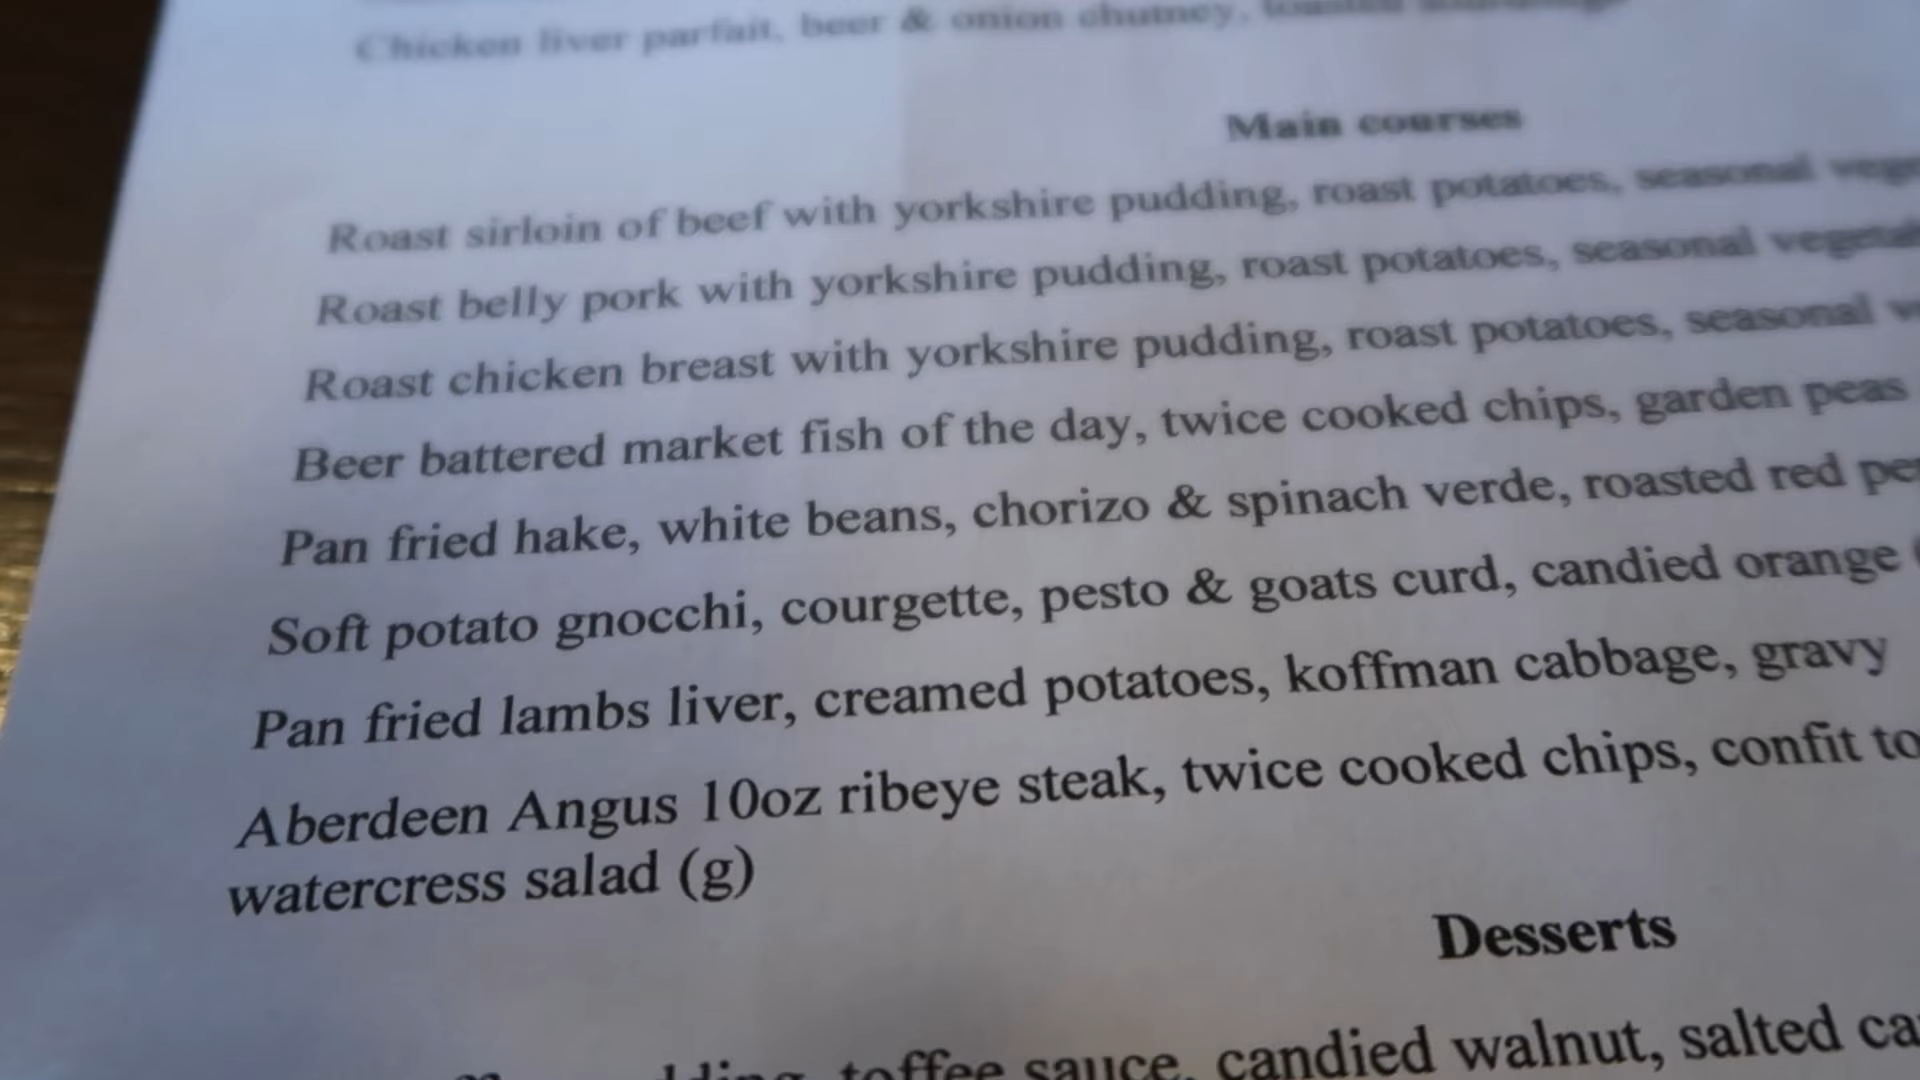 Chicken liver parfait, beer & onion chutney, toasted
Main courses
Roast sirloin of beef with yorkshire pudding, roast potatoes, seasonal
Roast belly pork with yorkshire pudding, roast potatoes, seasonal
Roast chicken breast with yorkshire pudding, roast potatoes, seasonal
Beer battered market fish of the day, twice cooked chips, garden peas
Pan fried hake, white beans, chorizo & spinach verde, roasted red
Soft potato gnocchi, courgette, pesto & goats curd, candied orange
Pan fried lambs liver, creamed potatoes, koffman cabbage, gravy
Aberdeen Angus 10oz ribeye steak, twice cooked chips, confit
watercress salad (g)
Desserts
toffee sauce, candied walnut, salted